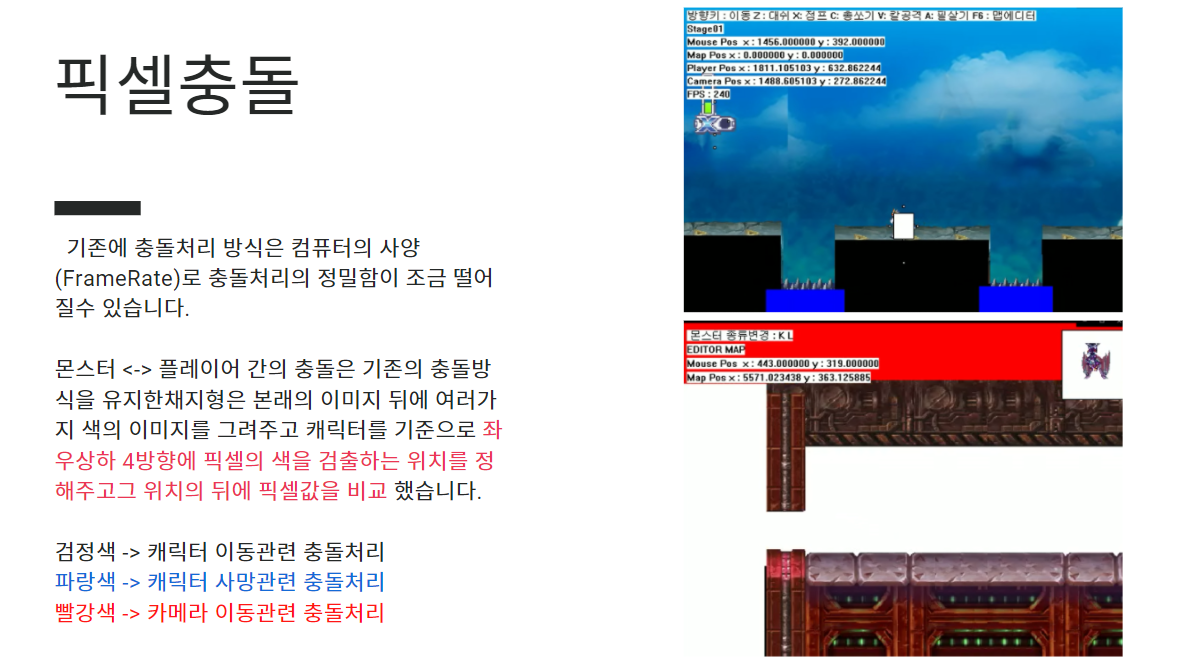 픽셀충돌
기존에 충돌처리 방식은 컴퓨터의 사양
(FrameRate)로 충돌처리의 정밀함이 조금 떨어
질수 있습니다.
몬스터 <-> 플레이어 간의 충돌은 기존의 충돌방
식을 유지한채지형은 본래의 이미지 뒤에 여러가
지 색의 이미지를 그려주고 캐릭터를 기준으로 좌
우상하 4방향에 픽셀의 색을 검출하는 위치를 정
해주고그 위치의 뒤에 픽셀값을 비교 했습니다.
검정색 -> 캐릭터 이동관련 충돌처리
파랑색 -> 캐릭터 사망관련 충돌처리
빨강색 -> 카메라 이동관련 충돌처리
방향키 : 이동 Z : 대쉬 X: 점프 C: 총쏘기 V: 칼공격 A: 필살기 F6 : 맵에디터
Stage01
Mouse Pos x : 1456.000000 y : 392.000000
Map Pos x : 0.000000 y : 0.000000
Player Pos x : 1811.105103 y : 632.862244
Camera Pos x : 1488.605103 y : 272.862244
FPS : 240
몬스터 종류변경 : K L
EDITOR MAP
Mouse Pos x : 443.000000 y : 319.000000
Map Pos x : 5571.023438 y : 363.125885